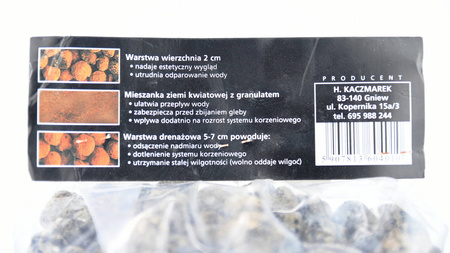 Warstwa wierzchnia 2 cm
• nadaje estetyczny wygląd
• utrudnia odparowanie wody
Mieszanka ziemi kwiatowej z granulatem
• ułatwia przepływ wody
• zabezpiecza przed zbijaniem gleby
• wpływa dodatnio na rozrost systemu korzeniowego
Warstwa drenażowa 5-7 cm powoduje:
• odsączenie nadmiaru wody
• dotlenienie systemu korzeniowego
• utrzymanie stałej wilgotności (wolno oddaje wilgoć)
PRODUCENT
H. KACZMAREK
83-140 Gniew
ul. Kopernika 15a/3
tel. 695 988 244